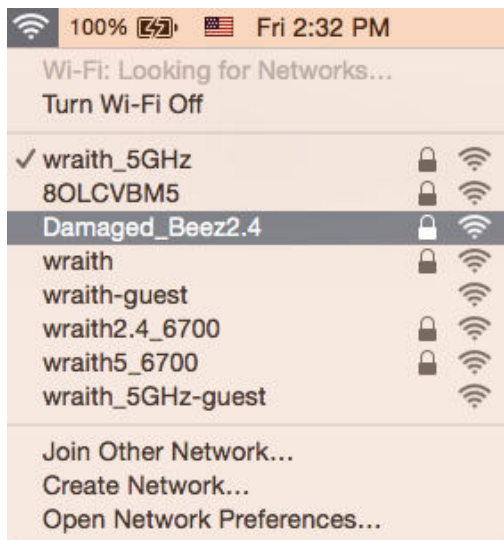 100% Fri 2:32 PM
Wi-Fi: Looking for Networks...
Turn Wi-Fi Off
wraith_5GHz
8OLCVBM5
Damaged_Beez2.4
wraith
wraith-guest
wraith2.4_6700
wraith5_6700
wraith_5GHz-guest
Join Other Network...
Create Network...
Open Network Preferences...